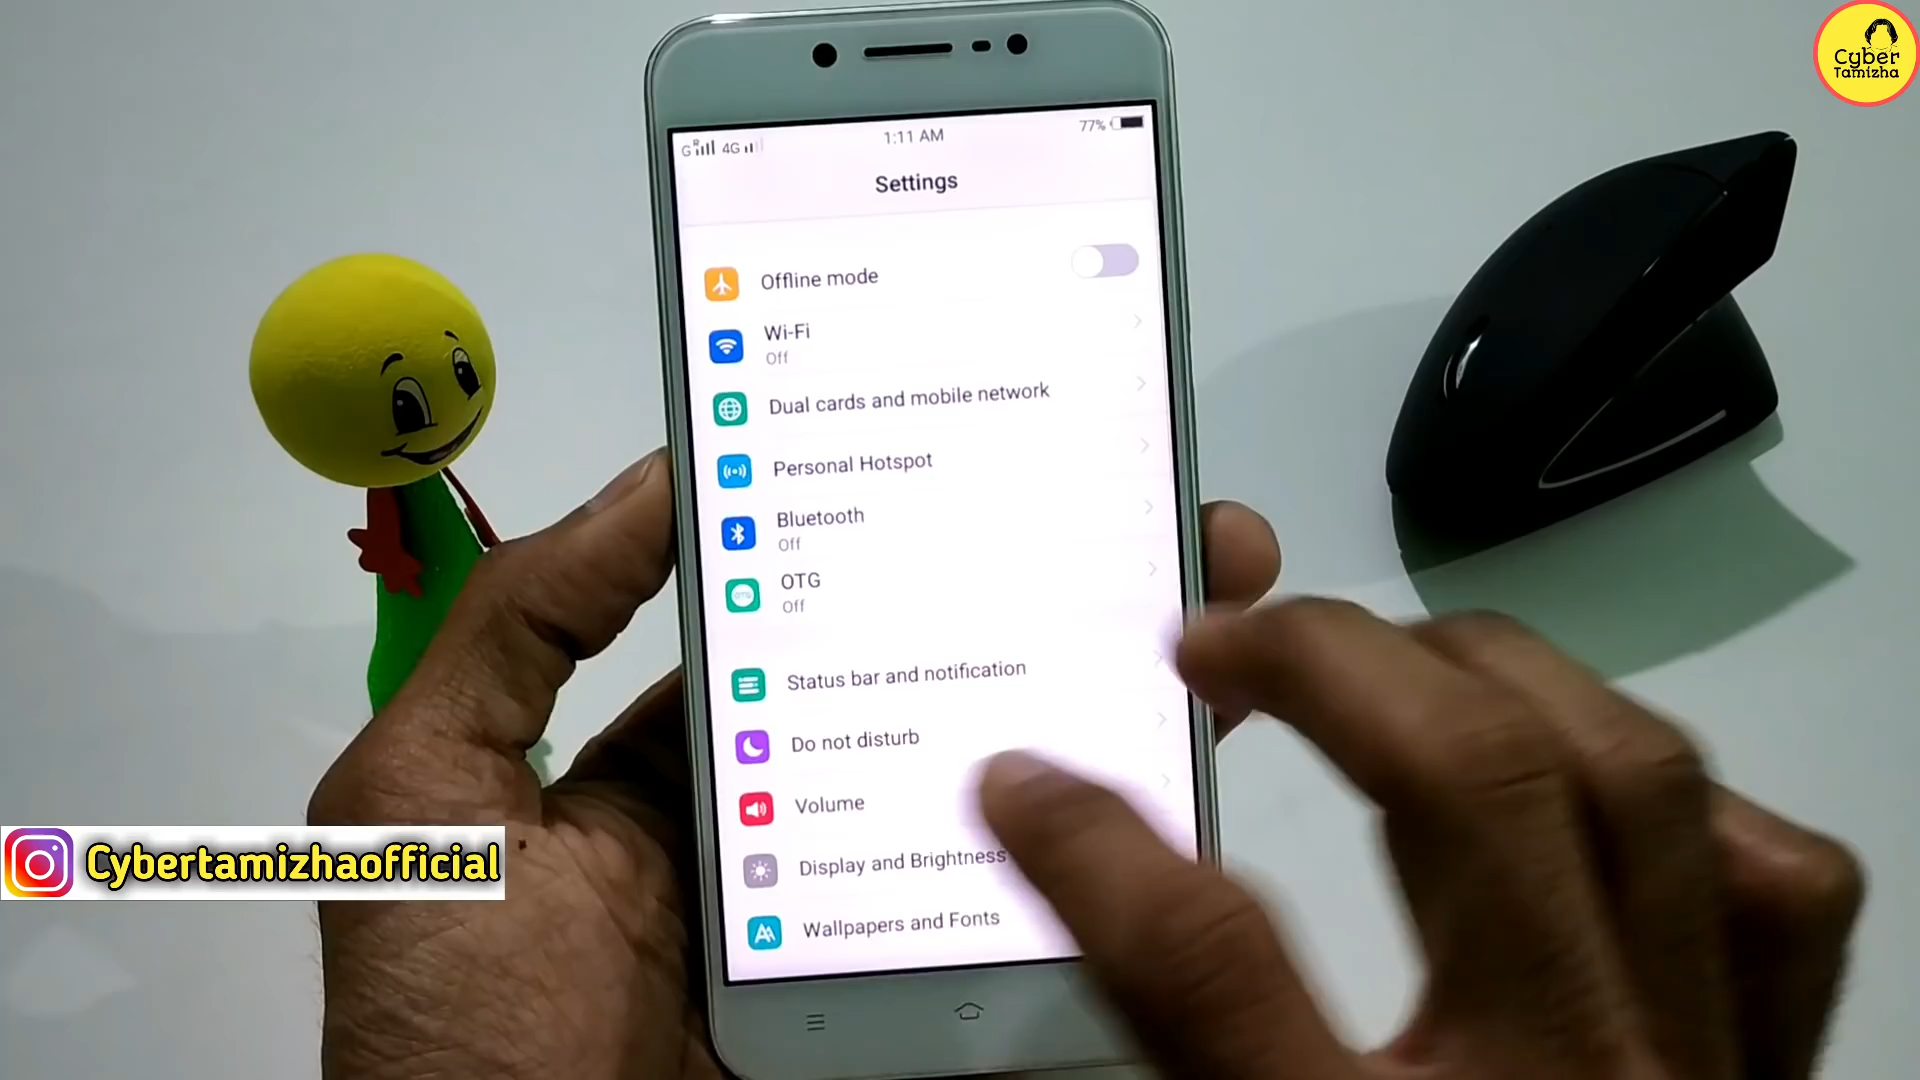 Cyber
Tamizha
G R 4G
1:11 AM
77%
Settings
Offline mode
Wi-Fi
Off
Dual cards and mobile network
Personal Hotspot
Bluetooth
Off
OTG
Off
Status bar and notification
Do not disturb
Volume
Display and Brightness
Wallpapers and Fonts
Cybertamizhaofficial